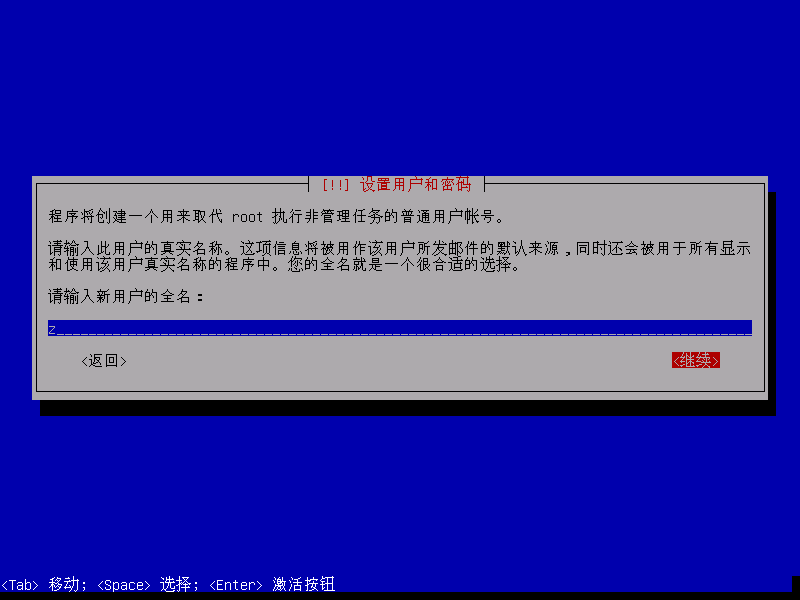 [!!] 设置用户和密码
程序将创建一个用来取代 root 执行非管理任务的普通用户帐号。
请输入此用户的真实名称。这项信息将被用作该用户所发邮件的默认来源,同时还会被用于所有显示
和使用该用户真实名称的程序中。您的全名就是一个很合适的选择。
请输入新用户的全名:
z
<返回> <继续>
<Tab> 移动; <Space> 选择; <Enter> 激活按钮